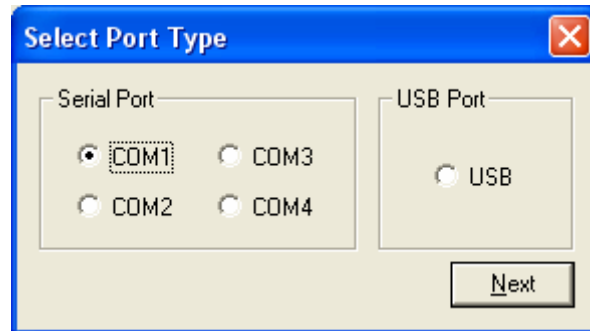 Select Port Type
Serial Port
COM1 COM3
COM2 COM4
USB Port
USB
Next